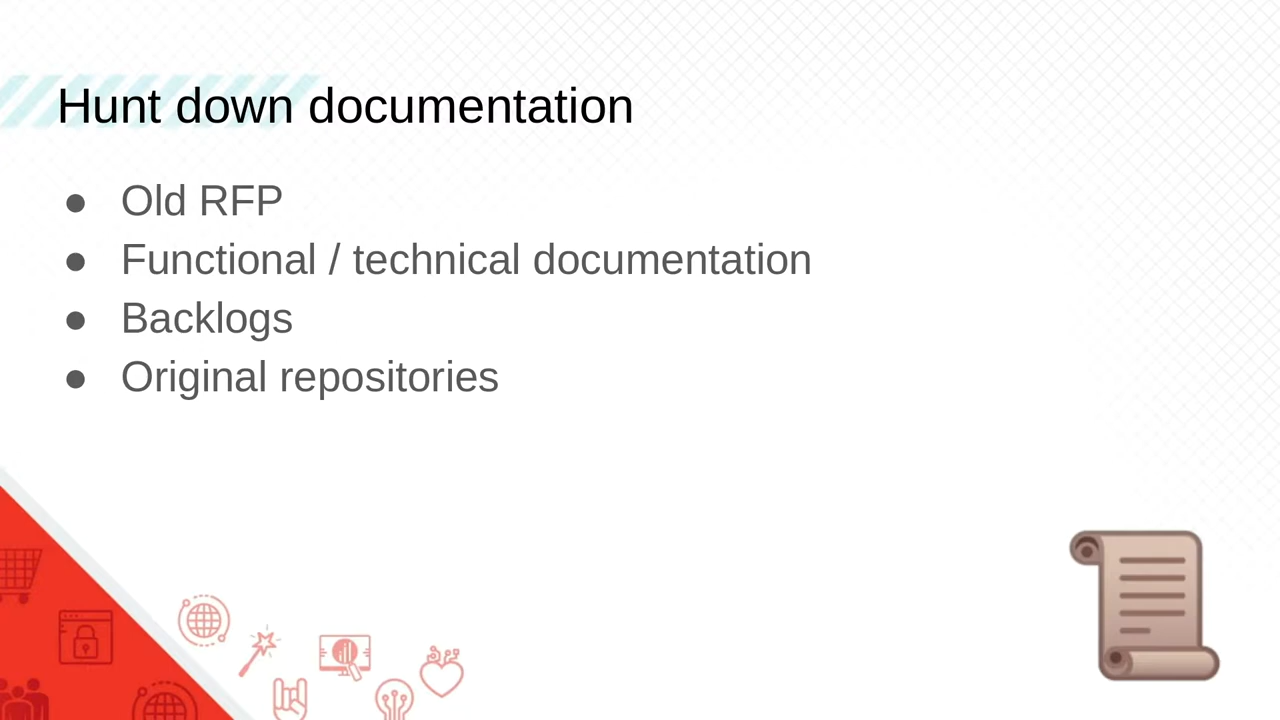 Hunt down documentation
● Old RFP
● Functional / technical documentation
● Backlogs
● Original repositories